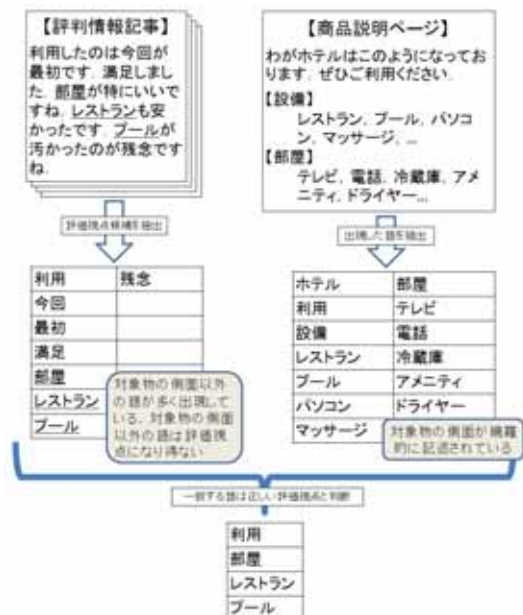 【評判情報記事】
利用したのは今回が
最初です．満足しまし
た．部屋が特にいいで
すね．レストランも安
かったです．プールが
汚かったのが残念です
ね．
評価視点候補を抽出
利用 残念
今回
最初
満足
部屋
レストラン
プール
対象物の側面以外
の語が多く出現して
いる．対象物の側面
以外の語は評価視
点になり得ない
【商品説明ページ】
わがホテルはこのようになってお
ります．ぜひご利用ください．
【設備】
レストラン，プール，パソコ
ン，マッサージ，...
【部屋】
テレビ，電話，冷蔵庫，アメ
ニティ，ドライヤー...
出現した語を抽出
ホテル 部屋
利用 テレビ
設備 電話
レストラン 冷蔵庫
プール アメニティ
パソコン ドライヤー
マッサージ
対象物の側面が網羅
的に記述されている
一致する語は正しい評価視点と判断
利用
部屋
レストラン
プール